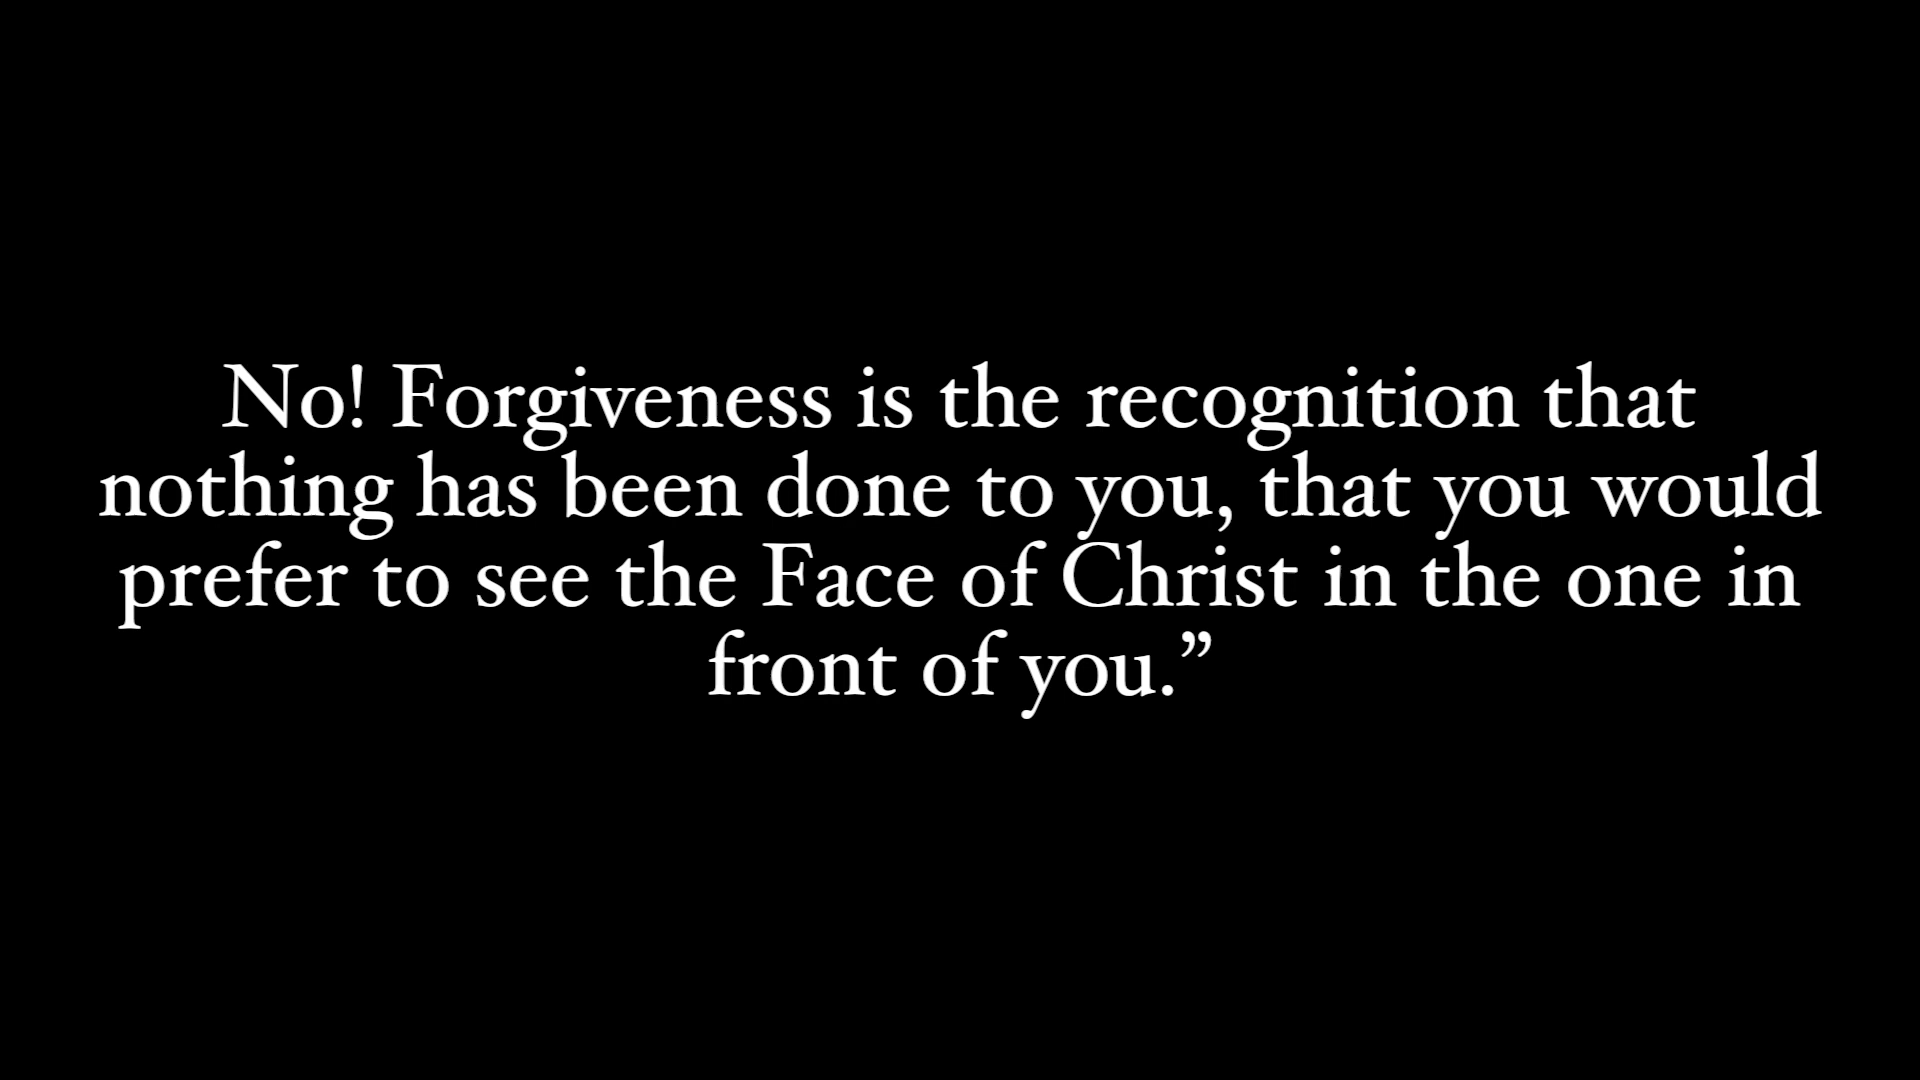 No! Forgiveness is the recognition that
nothing has been done to you, that you would
prefer to see the Face of Christ in the one in
front of you.”